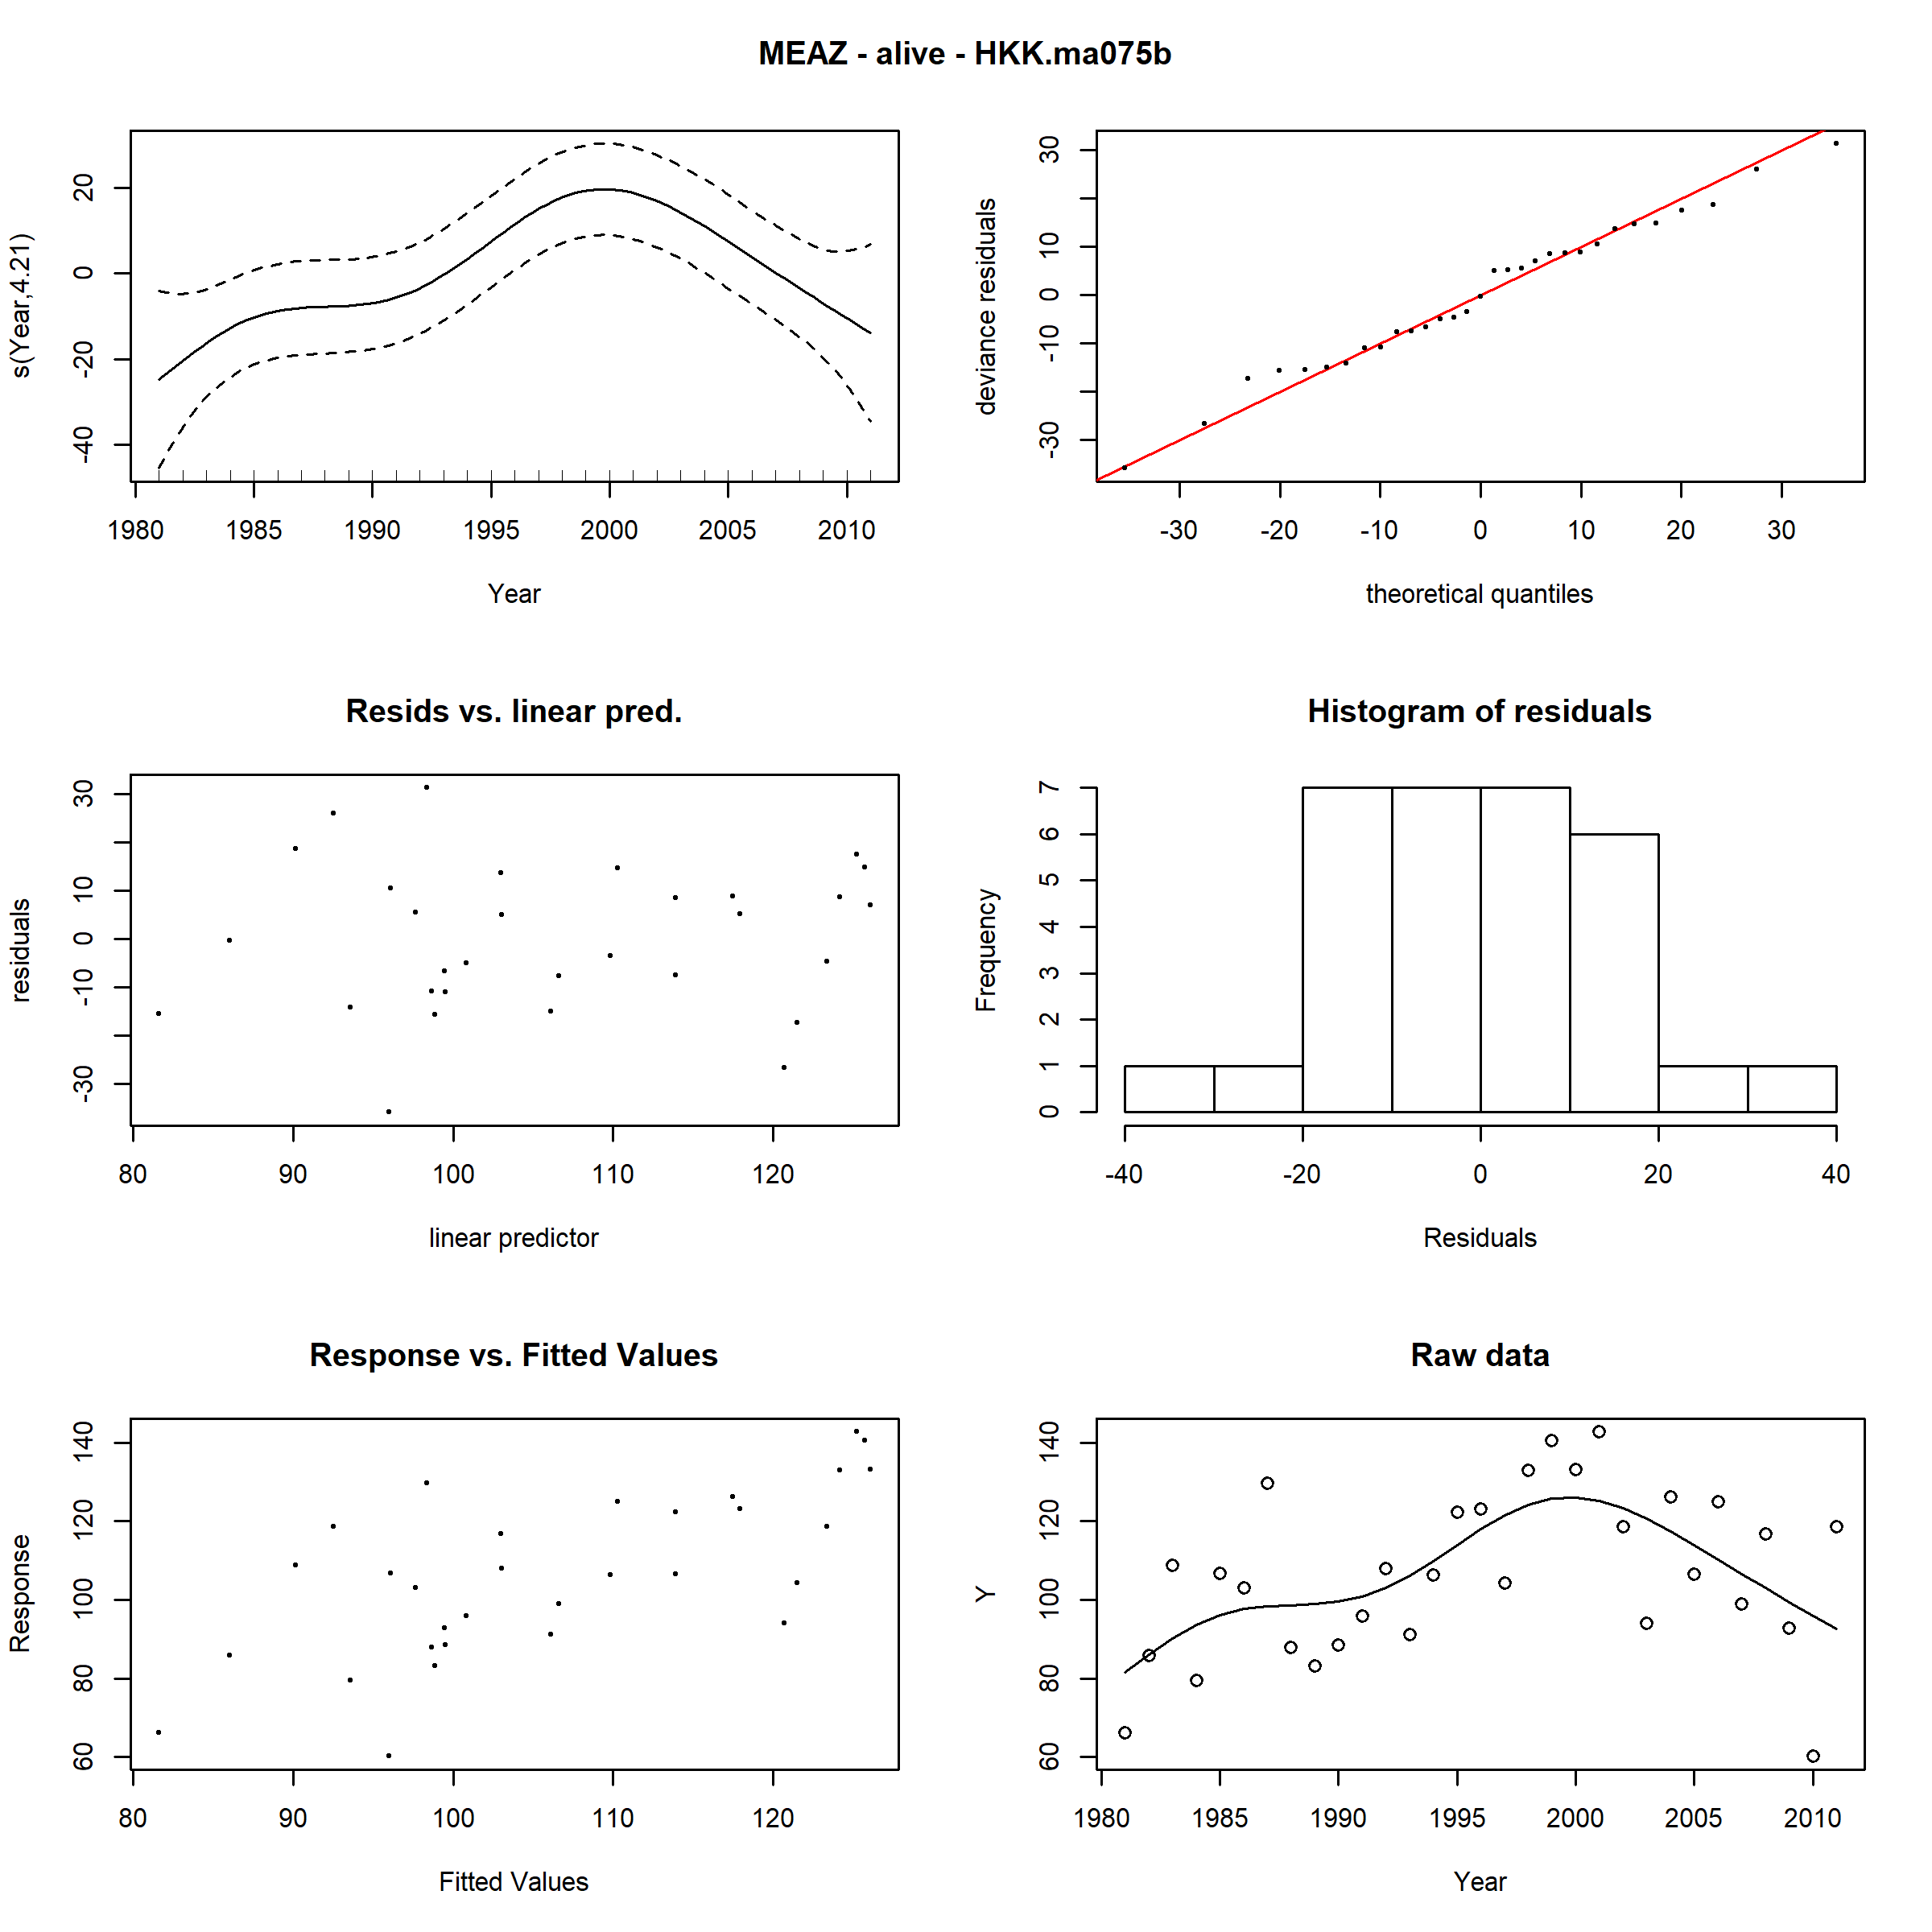 MEAZ - alive - HKK.ma075b
s(Year,4.21)
20
0
-20
-40
1980 1985 1990 1995 2000 2005 2010
Year
deviance residuals
30
10
0
-10
-30
-30 -20 -10 0 10 20 30
theoretical quantiles
Resids vs. linear pred.
residuals
30
10
0
-10
-30
80 90 100 110 120
linear predictor
Histogram of residuals
Frequency
7
6
5
4
3
2
1
0
-40 -20 0 20 40
Residuals
Response vs. Fitted Values
Response
140
120
100
80
60
80 90 100 110 120
Fitted Values
Raw data
Y
140
120
100
80
60
1980 1985 1990 1995 2000 2005 2010
Year